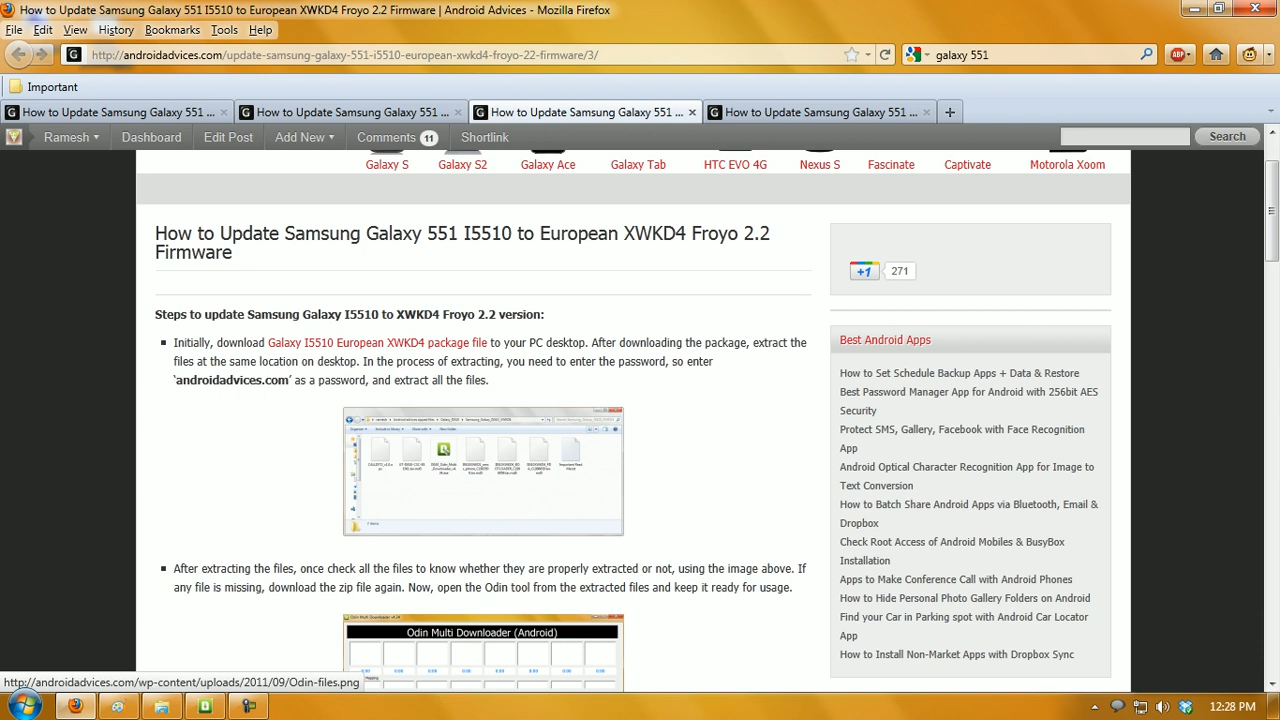 How to Update Samsung Galaxy 551 I5510 to European XWKD4 Froyo 2.2 Firmware | Android Advices - Mozilla Firefox
File Edit View History Bookmarks Tools Help
http://androidadvices.com/update-samsung-galaxy-551-i5510-european-xwkd4-froyo-22-firmware/3/
galaxy 551
ABP
Important
How to Update Samsung Galaxy 551 ...
How to Update Samsung Galaxy 551 ...
How to Update Samsung Galaxy 551 ...
How to Update Samsung Galaxy 551 ...
Ramesh Dashboard Edit Post Add New Comments 11 Shortlink Search
Galaxy S Galaxy S2 Galaxy Ace Galaxy Tab HTC EVO 4G Nexus S Fascinate Captivate Motorola Xoom
How to Update Samsung Galaxy 551 I5510 to European XWKD4 Froyo 2.2
Firmware
Steps to update Samsung Galaxy I5510 to XWKD4 Froyo 2.2 version:
Initially, download Galaxy I5510 European XWKD4 package file to your PC desktop. After downloading the package, extract the
files at the same location on desktop. In the process of extracting, you need to enter the password, so enter
‘androidadvices.com’ as a password, and extract all the files.
After extracting the files, once check all the files to know whether they are properly extracted or not, using the image above. If
any file is missing, download the zip file again. Now, open the Odin tool from the extracted files and keep it ready for usage.
Odin Multi Downloader (Android)
+1 271
Best Android Apps
How to Set Schedule Backup Apps + Data & Restore
Best Password Manager App for Android with 256bit AES
Security
Protect SMS, Gallery, Facebook with Face Recognition
App
Android Optical Character Recognition App for Image to
Text Conversion
How to Batch Share Android Apps via Bluetooth, Email &
Dropbox
Check Root Access of Android Mobiles & BusyBox
Installation
Apps to Make Conference Call with Android Phones
How to Hide Personal Photo Gallery Folders on Android
Find your Car in Parking spot with Android Car Locator
App
How to Install Non-Market Apps with Dropbox Sync
http://androidadvices.com/wp-content/uploads/2011/09/Odin-files.png
12:28 PM